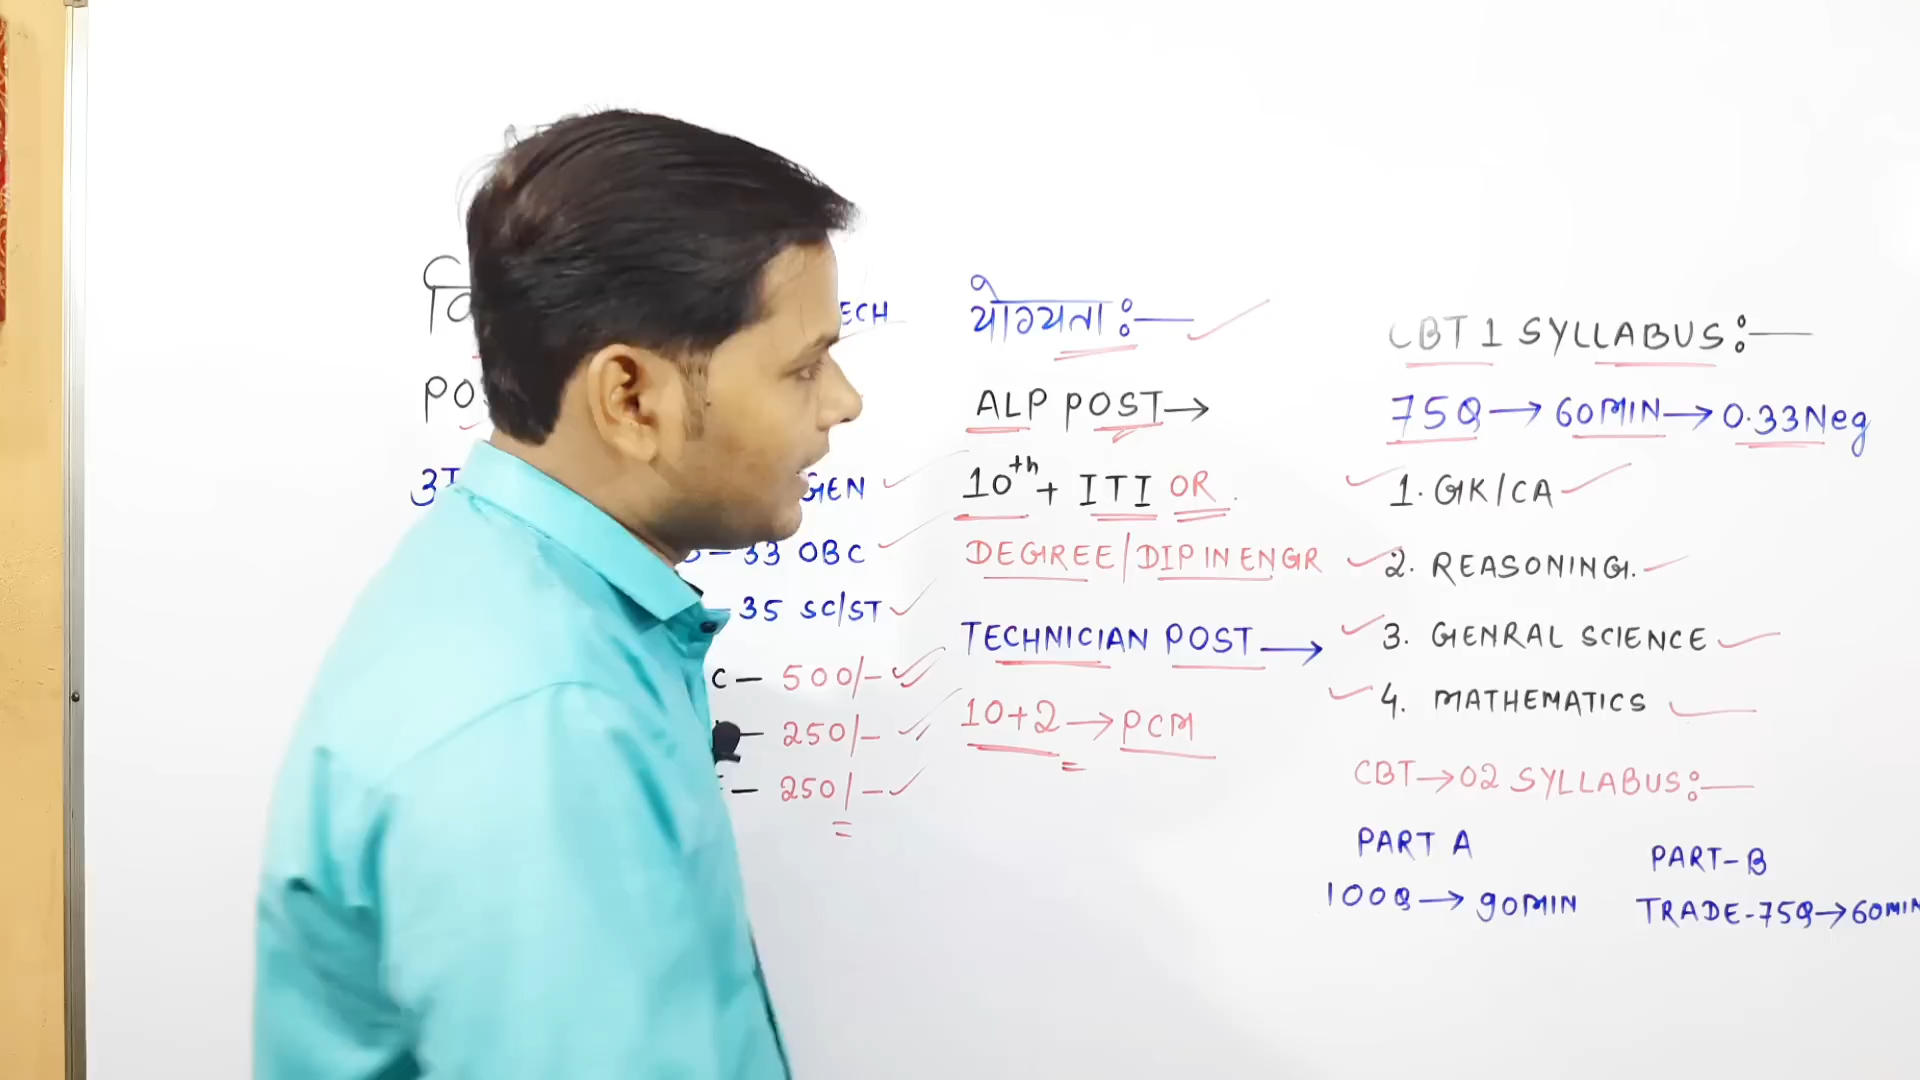 ECH
PO
GEN
33 OBC
35 SC/ST
C— 500/-
— 250/-
— 250/-
योग्यता :—
ALP POST→
10th + ITI OR
DEGREE/DIP IN ENGR
TECHNICIAN POST→
10+2→PCM
CBT 1 SYLLABUS:—
75Q→60MIN→0.33Neg
1. GK/CA
2. REASONING.
3. GENRAL SCIENCE
4. MATHEMATICS
CBT→02 SYLLABUS:—
PART A
100Q→90MIN
PART-B
TRADE-75Q→60MIN